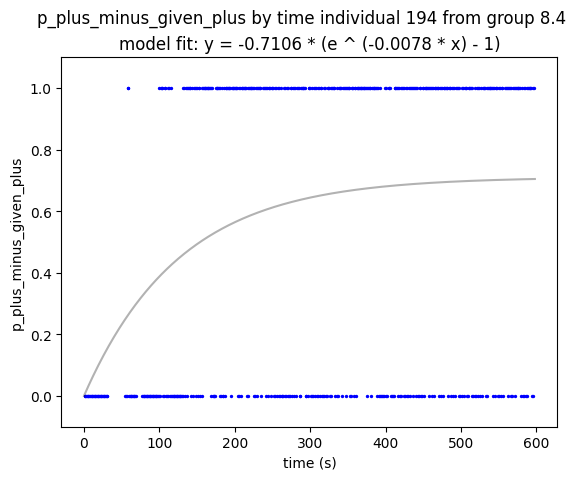 p_plus_minus_given_plus by time individual 194 from group 8.4
model fit: y = -0.7106 * (e ^ (-0.0078 * x) - 1)
1.0
0.8
0.6
0.4
0.2
0.0
p_plus_minus_given_plus
0 100 200 300 400 500 600
time (s)